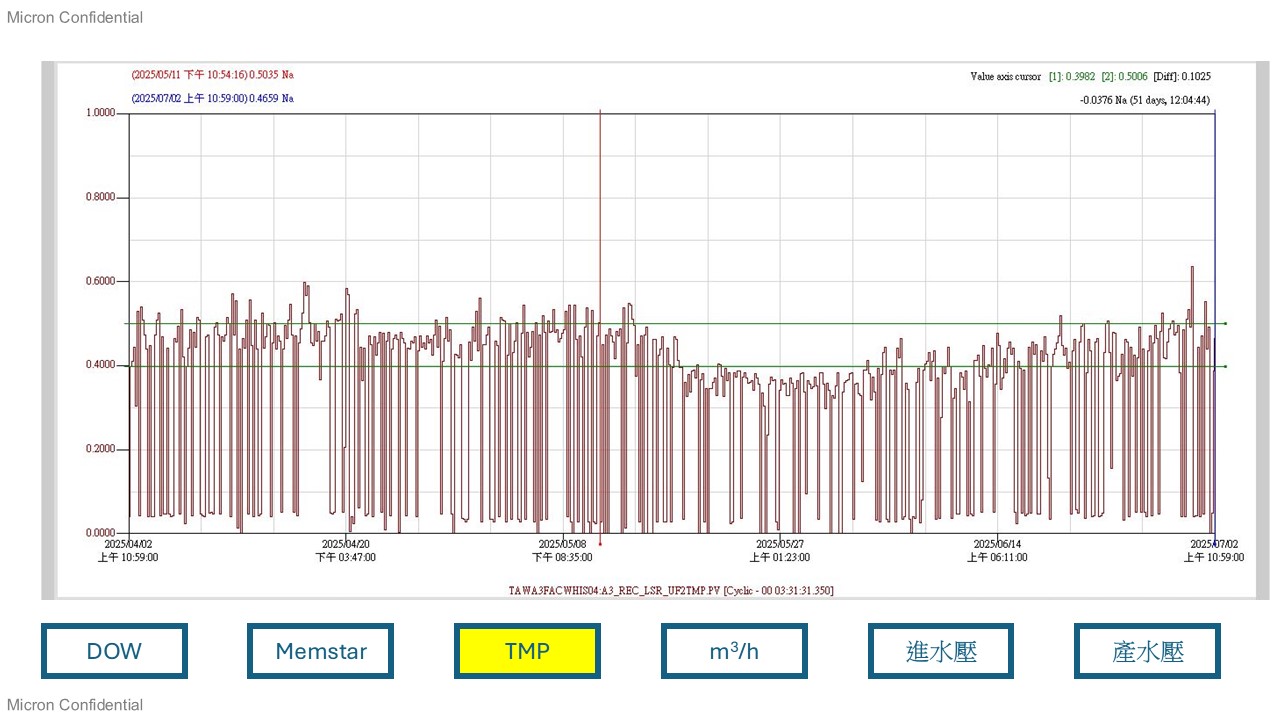 Micron Confidential
(2025/05/11 下午 10:54:16) 0.5035 Na
Value axis cursor [1]: 0.3982 [2]: 0.5006 [Diff]: 0.1025
(2025/07/02 上午 10:59:00) 0.4659 Na
-0.0376 Na (51 days, 12:04:44)
1.0000
0.8000
0.6000
0.4000
0.2000
0.0000
2025/04/02 2025/04/20 2025/05/08 2025/05/27 2025/06/14 2025/07/02
上午 10:59:00 下午 03:47:00 下午 08:35:00 上午 01:23:00 上午 06:11:00 上午 10:59:00
TAWA3FACWHIS04:A3_REC_LSR_UF2TMP.PV [Cyclic - 00 03:31:31.350]
DOW Memstar TMP m³/h 進水壓 產水壓
Micron Confidential